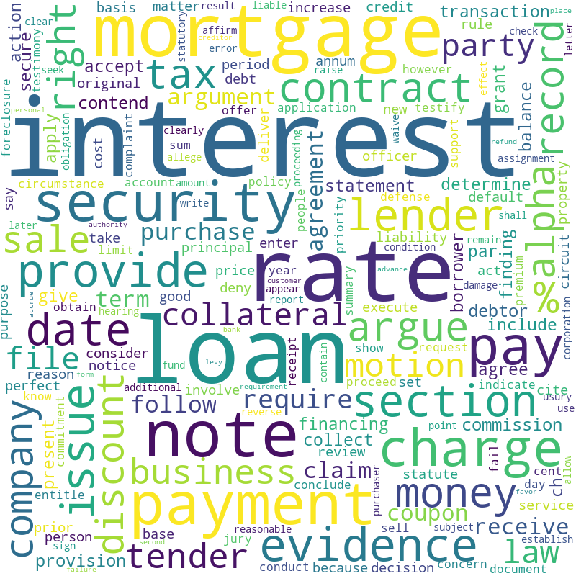 basis matter result liable increase credit transaction place
action secure right mortgage party rule check letter
statutory affirm error annum raise however
testimony accept tax period debt contract grant record
foreclosure seek original contend argument offer application new testify
apply obligation cost complaint clearly sum allege deliver waive support effect balance refund
interest
say circumstance account amount policy people proceeding officer statement determine assignment shall
security write agreement priority defense default property alpha %
later take limit purchase principal lender liability remain
sale provide price enter condition borrower par finding act circuit
purpose give term deny year appear customer report rate summary execute advance premium damage corporation
obtain good hearing collateral debtor include
date consider notice receipt argue request
file reason fund contain show motion agree indicate cite pay
perfect know form additional involve loan proceed set usury use
company issue discount follow require financing section point commission
present commitment note collect review statute cent
entitle business claim conclude purchaser coupon charge fail day service
prior payment money favor allow
person base reasonable sell subject receive establish
provision sign tender jury evidence law concern
failure conduct because decision document